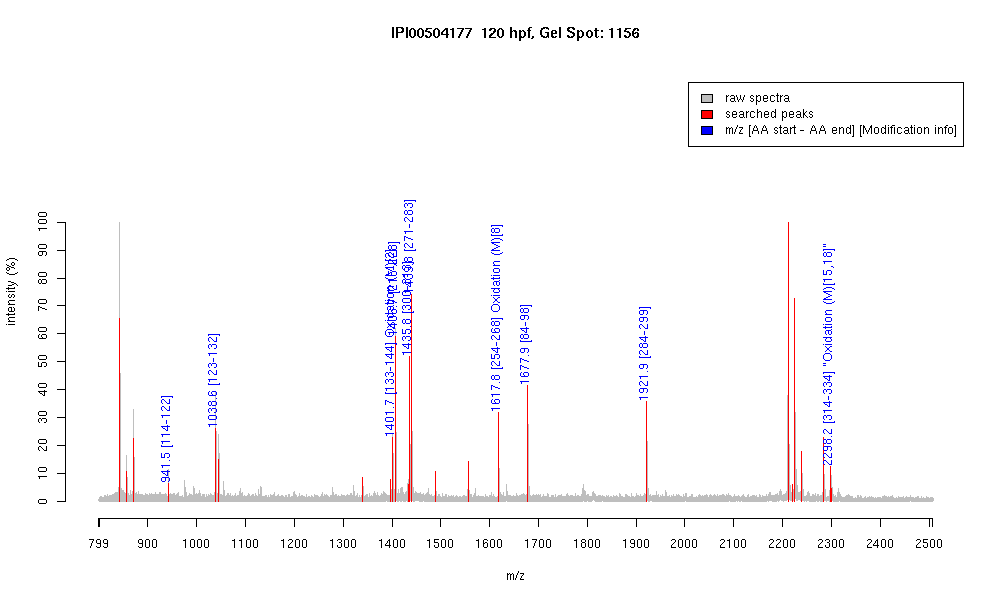 IPI00504177 120 hpf, Gel Spot: 1156
raw spectra
searched peaks
m/z [AA start - AA end] [Modification info]
intensity (%)
100
90
80
70
60
50
40
30
20
10
0
941.5 [114-122]
1038.6 [123-132]
1401.7 [133-144] Oxidation
1435.8
1439.8 [271-283]
1617.8 [254-268] Oxidation (M)[8]
1677.9 [84-98]
1921.9 [284-299]
2298.2 [314-334] "Oxidation (M)[15,18]"
799 900 1000 1100 1200 1300 1400 1500 1600 1700 1800 1900 2000 2100 2200 2300 2400 2500
m/z